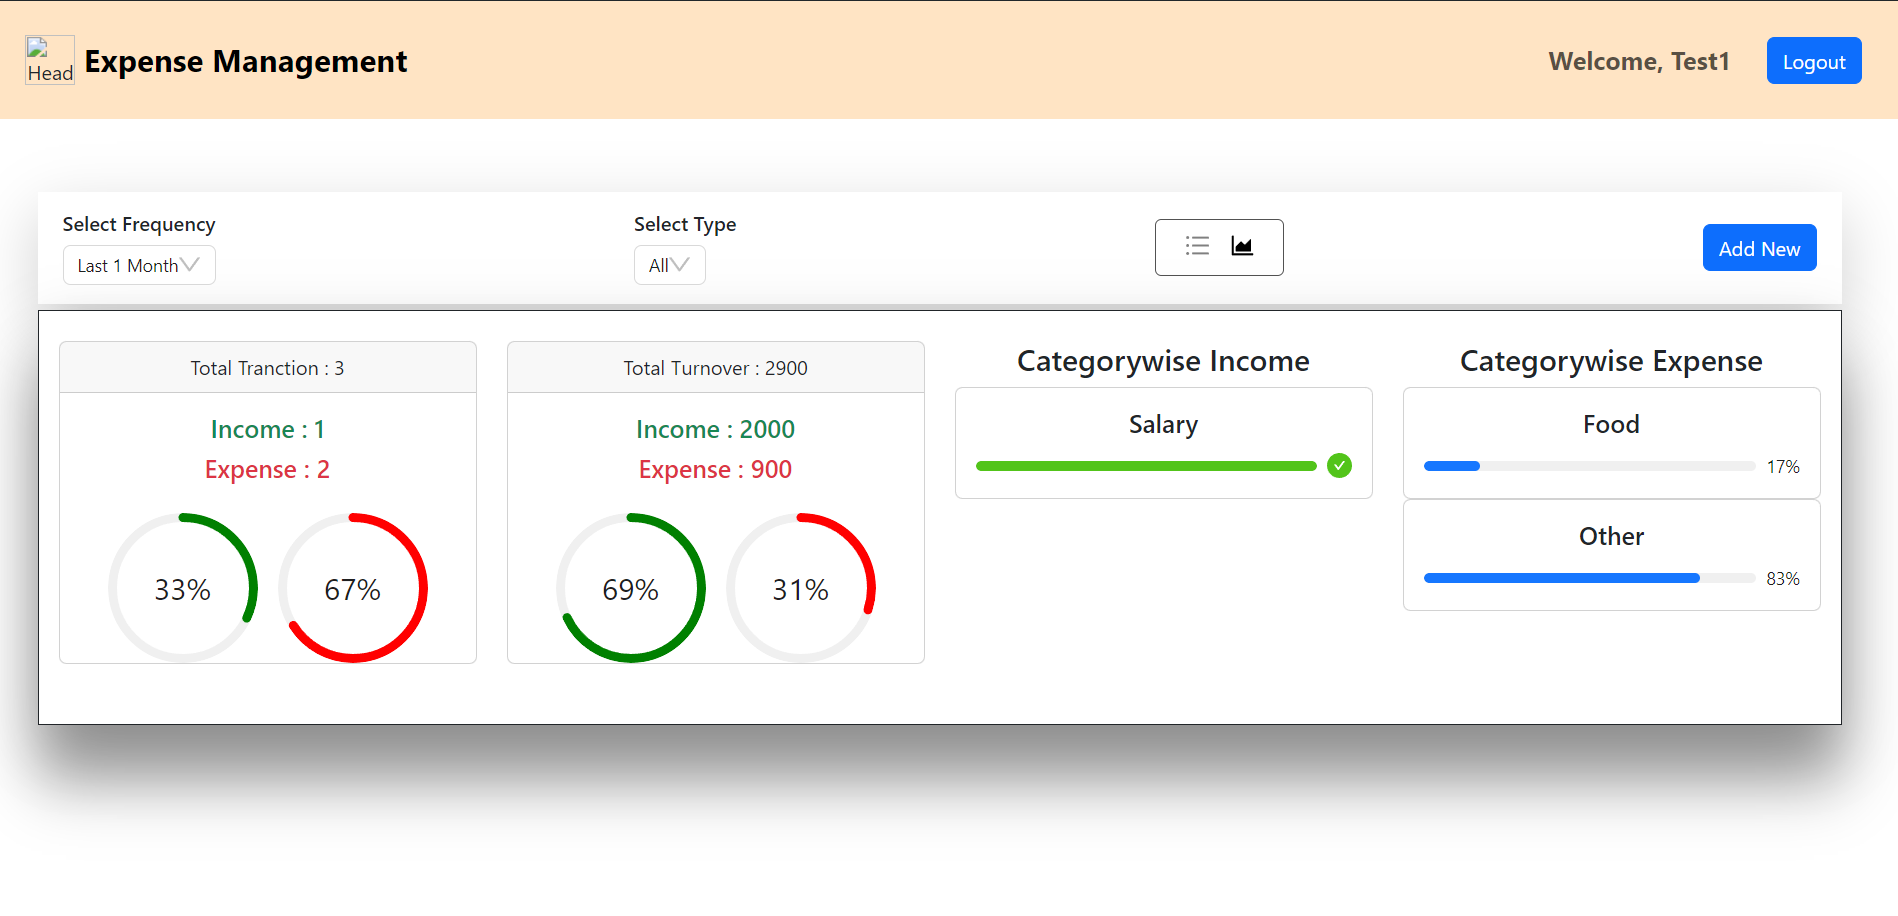 Head
Expense Management
Welcome, Test1
Logout
Select Frequency
Last 1 Month
Select Type
All
Add New
Total Tranction : 3
Income : 1
Expense : 2
33%
67%
Total Turnover : 2900
Income : 2000
Expense : 900
69%
31%
Categorywise Income
Salary
Categorywise Expense
Food
17%
Other
83%